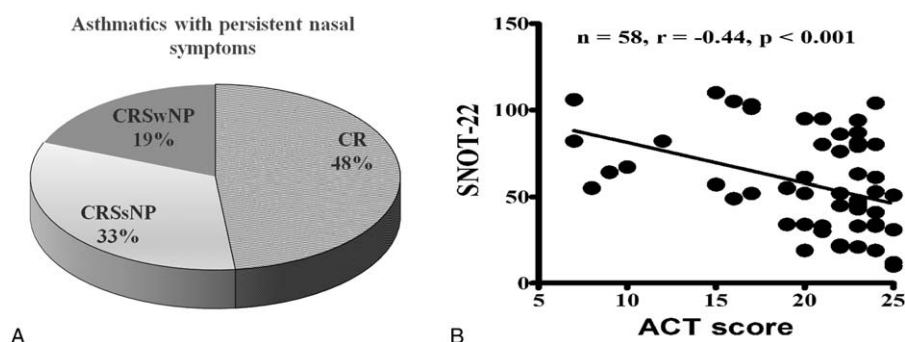 Asthmatics with persistent nasal
symptoms
CRSwNP
19%
CR
48%
CRSsNP
33%
A
n = 58, r = -0.44, p < 0.001
SNOT-22
150
100
50
0
5
10
15
20
25
ACT score
B